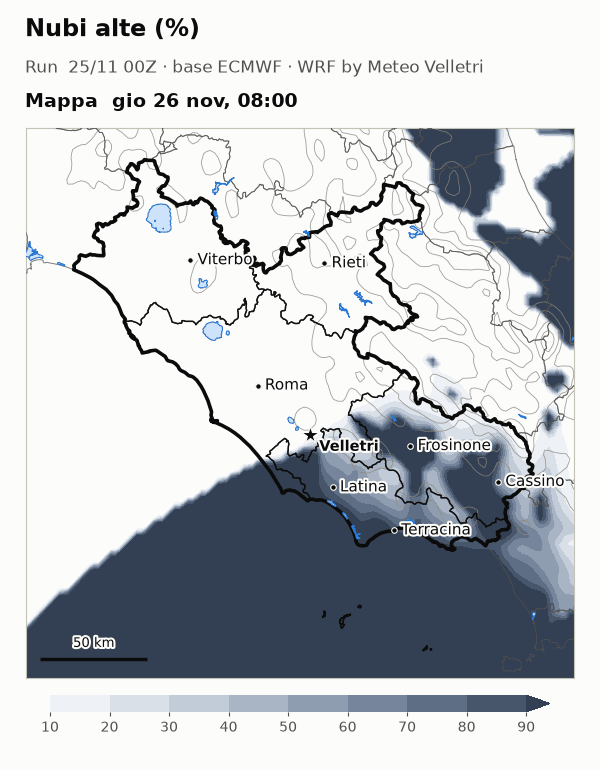 Nubi alte (%)
Run  25/11 00Z · base ECMWF · WRF by Meteo Velletri
Mappa  gio 26 nov, 08:00
Viterbo
Rieti
Roma
Velletri
Frosinone
Latina
Cassino
Terracina
50 km
10 20 30 40 50 60 70 80 90